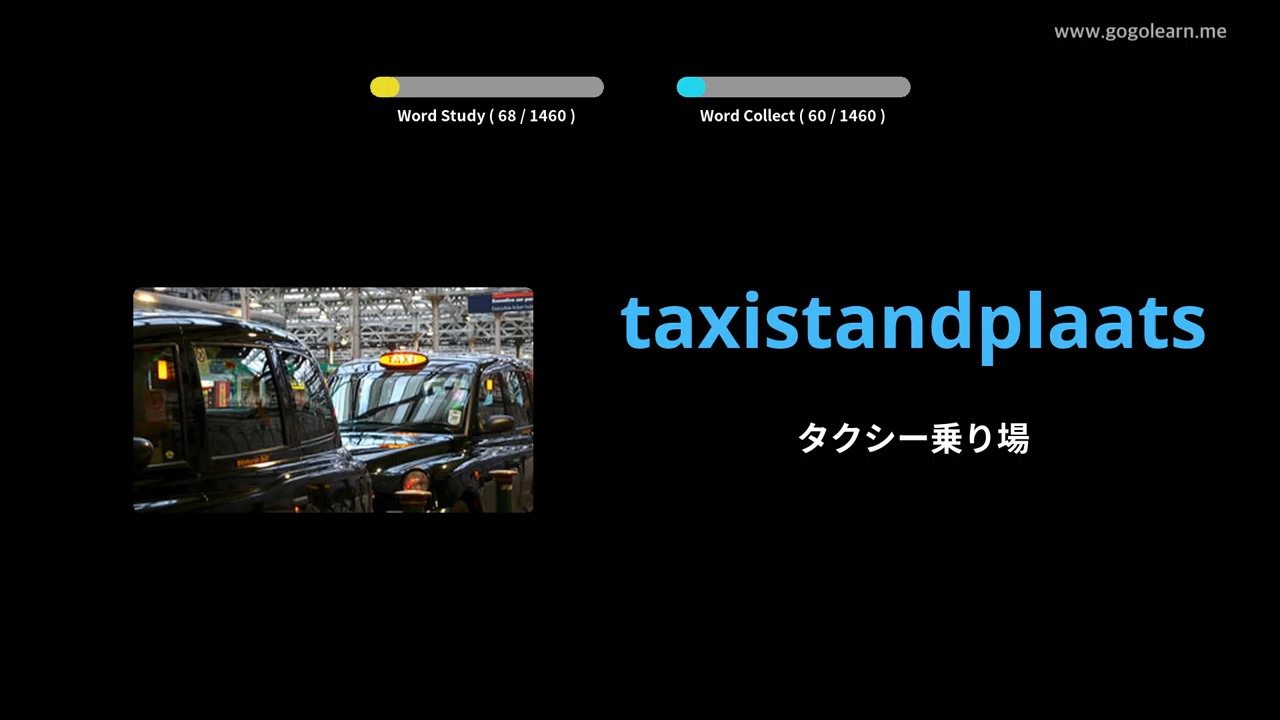 www.gogolearn.me
Word Study ( 68 / 1460 )
Word Collect ( 60 / 1460 )
TAXI
taxistandplaats
タクシー乗り場